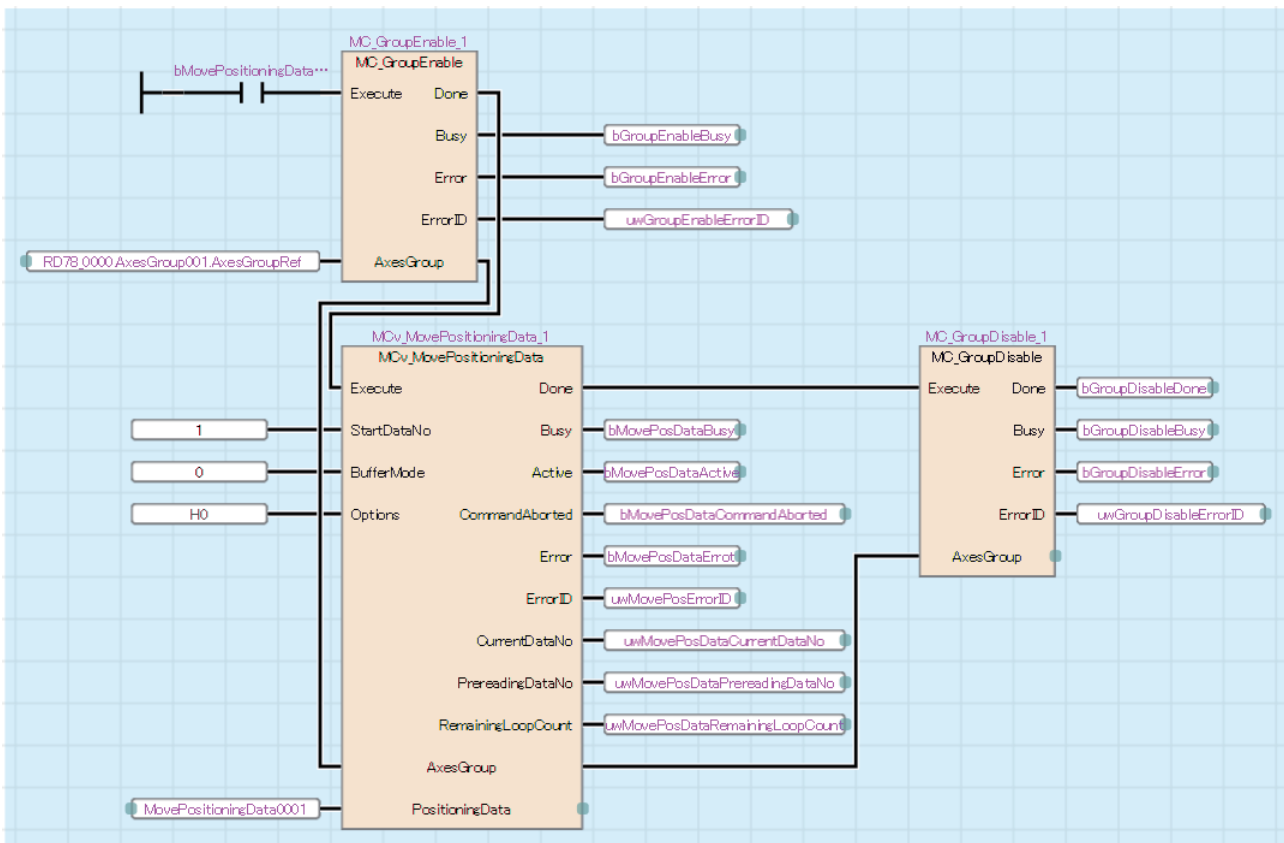 MC_GroupEnable_1
bMovePositioningData…
MC_GroupEnable
Execute Done
Busy bGroupEnableBusy
Error bGroupEnableError
ErrorID uwGroupEnableErrorID
RD78_0000.AxesGroup001.AxesGroupRef AxesGroup
MCv_MovePositioningData_1 MC_GroupDisable_1
MCv_MovePositioningData MC_GroupDisable
Execute Done Execute Done bGroupDisableDone
1 StartDataNo Busy bMovePosDataBusy Busy bGroupDisableBusy
0 BufferMode Active bMovePosDataActive Error bGroupDisableError
H0 Options CommandAborted bMovePosDataCommandAborted ErrorID uwGroupDisableErrorID
Error bMovePosDataErrot AxesGroup
ErrorID uwMovePosErrorID
CurrentDataNo uwMovePosDataCurrentDataNo
PrereadingDataNo uwMovePosDataPrereadingDataNo
RemainingLoopCount uwMovePosDataRemainingLoopCount
AxesGroup
MovePositioningData0001 PositioningData